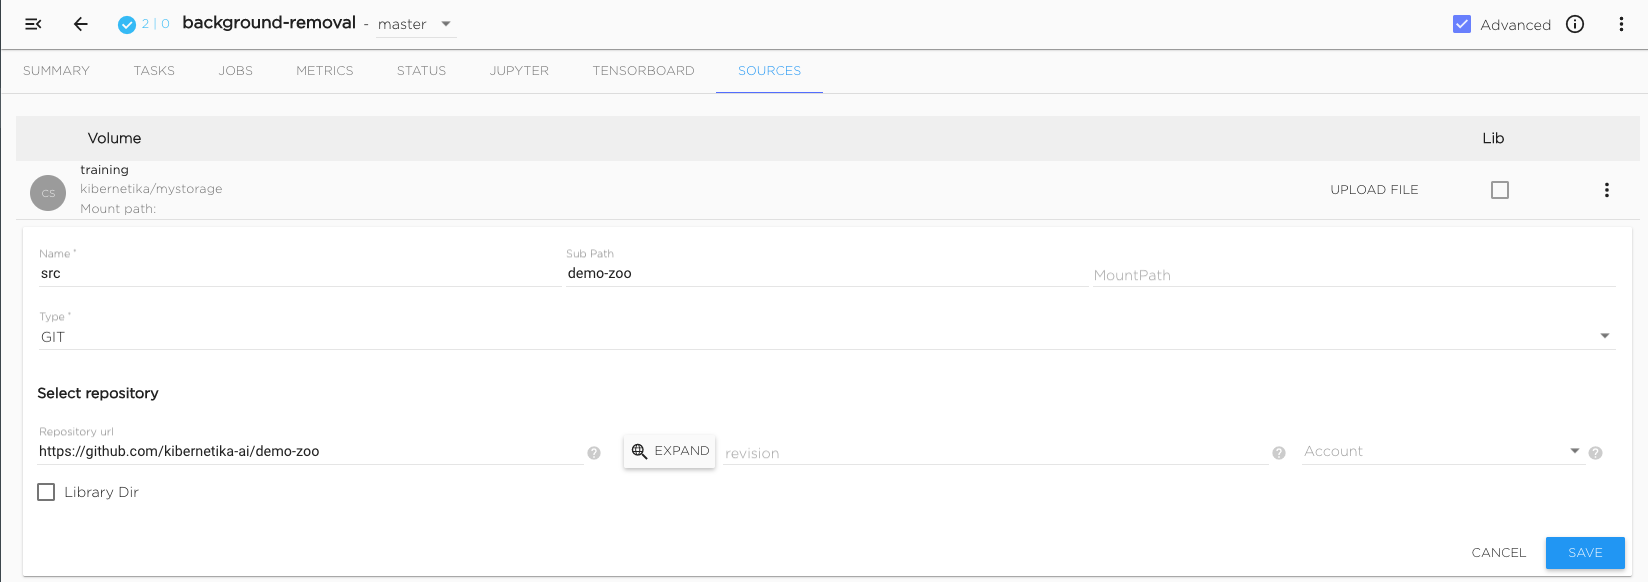 2 | 0 background-removal - master Advanced
SUMMARY TASKS JOBS METRICS STATUS JUPYTER TENSORBOARD SOURCES
Volume Lib
training
CS kibernetika/mystorage UPLOAD FILE
Mount path:
Name * Sub Path
src demo-zoo MountPath
Type *
GIT
Select repository
Repository url
https://github.com/kibernetika-ai/demo-zoo ? EXPAND revision ? Account ?
Library Dir
CANCEL SAVE